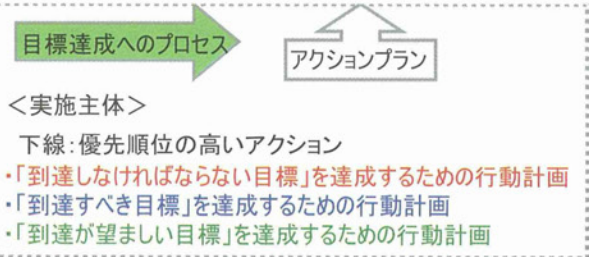 目標達成へのプロセス
アクションプラン
＜実施主体＞
下線：優先順位の高いアクション
・「到達しなければならない目標」を達成するための行動計画
・「到達すべき目標」を達成するための行動計画
・「到達が望ましい目標」を達成するための行動計画